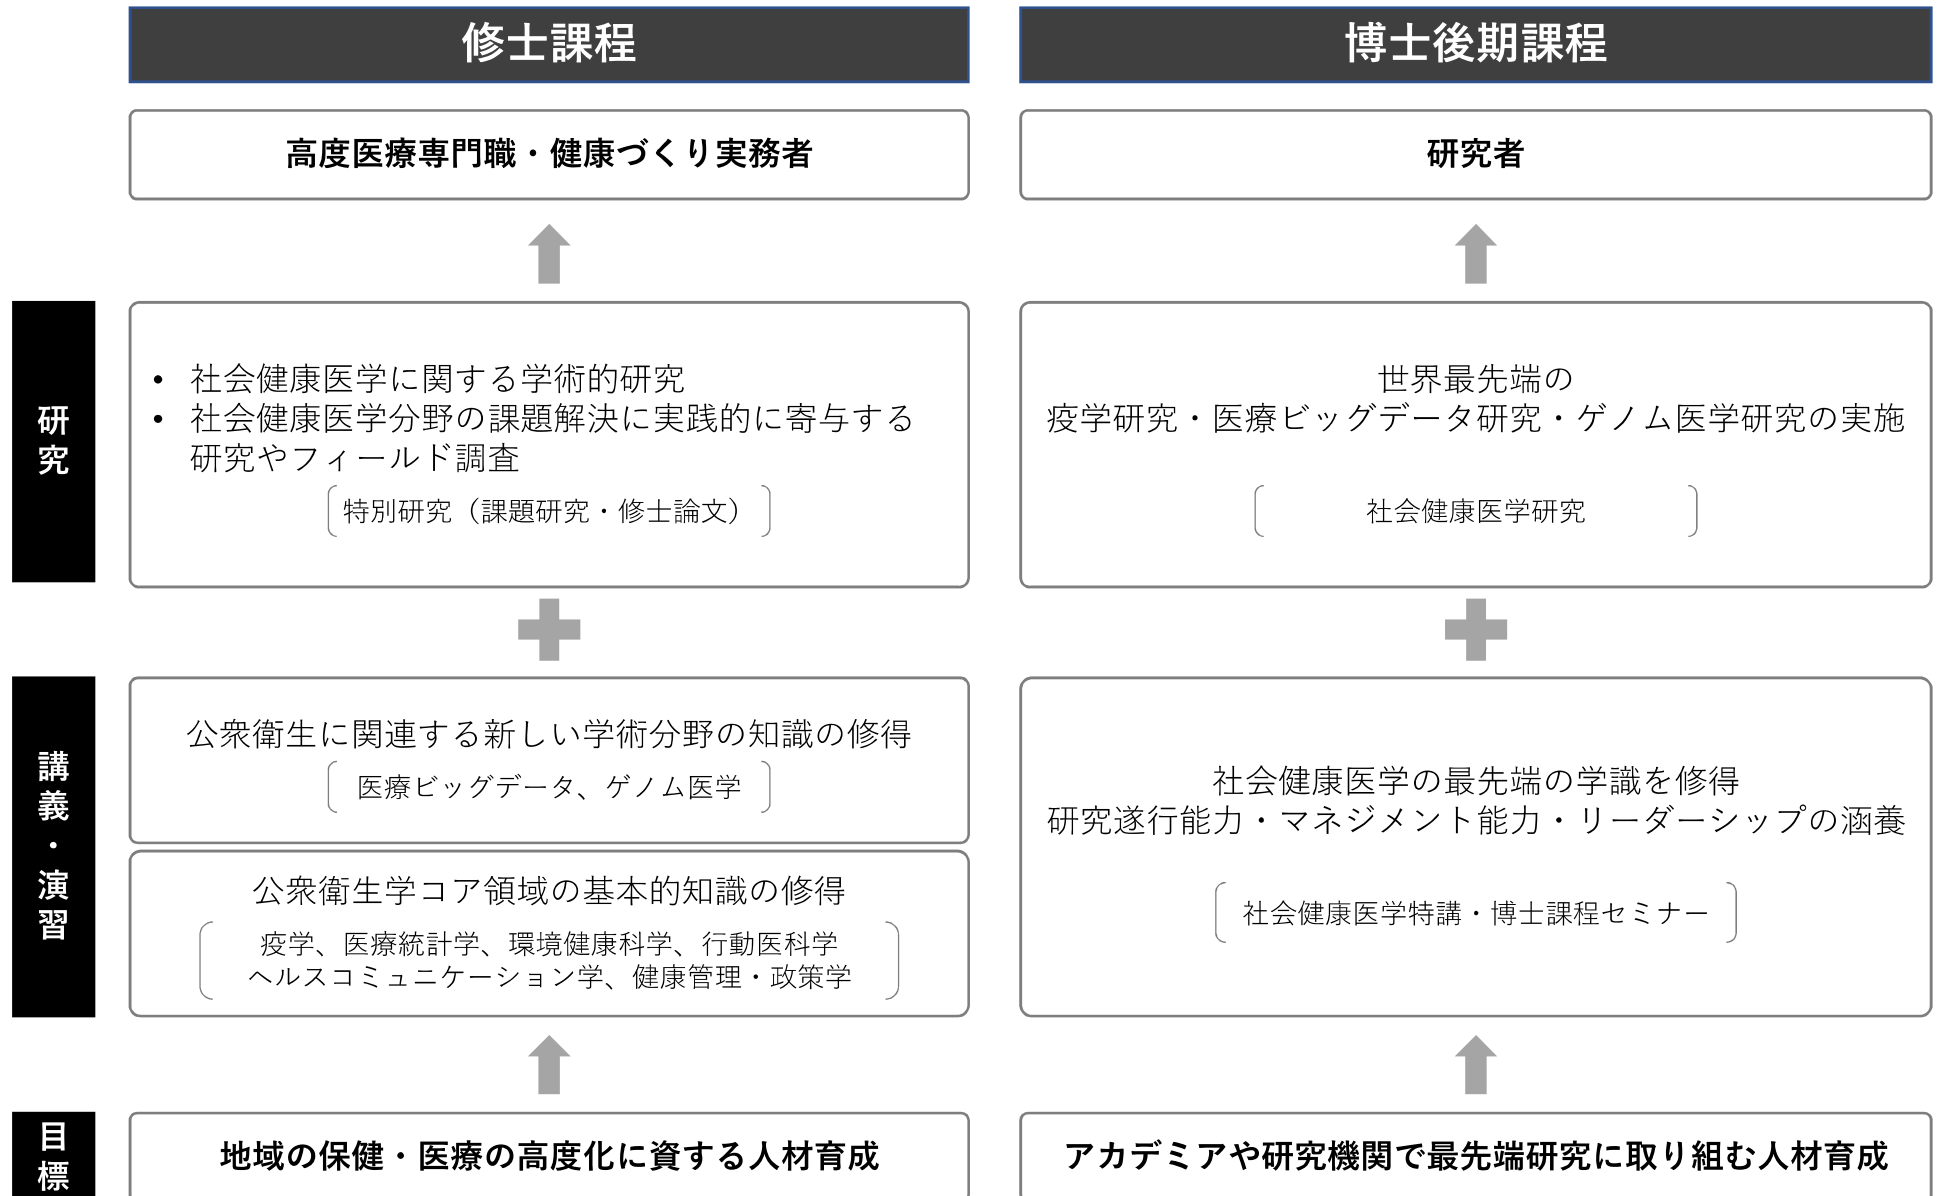 修士課程
博士後期課程
高度医療専門職・健康づくり実務者
研究者
研究
• 社会健康医学に関する学術的研究
• 社会健康医学分野の課題解決に実践的に寄与する
研究やフィールド調査
特別研究（課題研究・修士論文）
世界最先端の
疫学研究・医療ビッグデータ研究・ゲノム医学研究の実施
社会健康医学研究
講義・演習
公衆衛生に関連する新しい学術分野の知識の修得
医療ビッグデータ、ゲノム医学
公衆衛生学コア領域の基本的知識の修得
疫学、医療統計学、環境健康科学、行動医科学
ヘルスコミュニケーション学、健康管理・政策学
社会健康医学の最先端の学識を修得
研究遂行能力・マネジメント能力・リーダーシップの涵養
社会健康医学特講・博士課程セミナー
目標
地域の保健・医療の高度化に資する人材育成
アカデミアや研究機関で最先端研究に取り組む人材育成